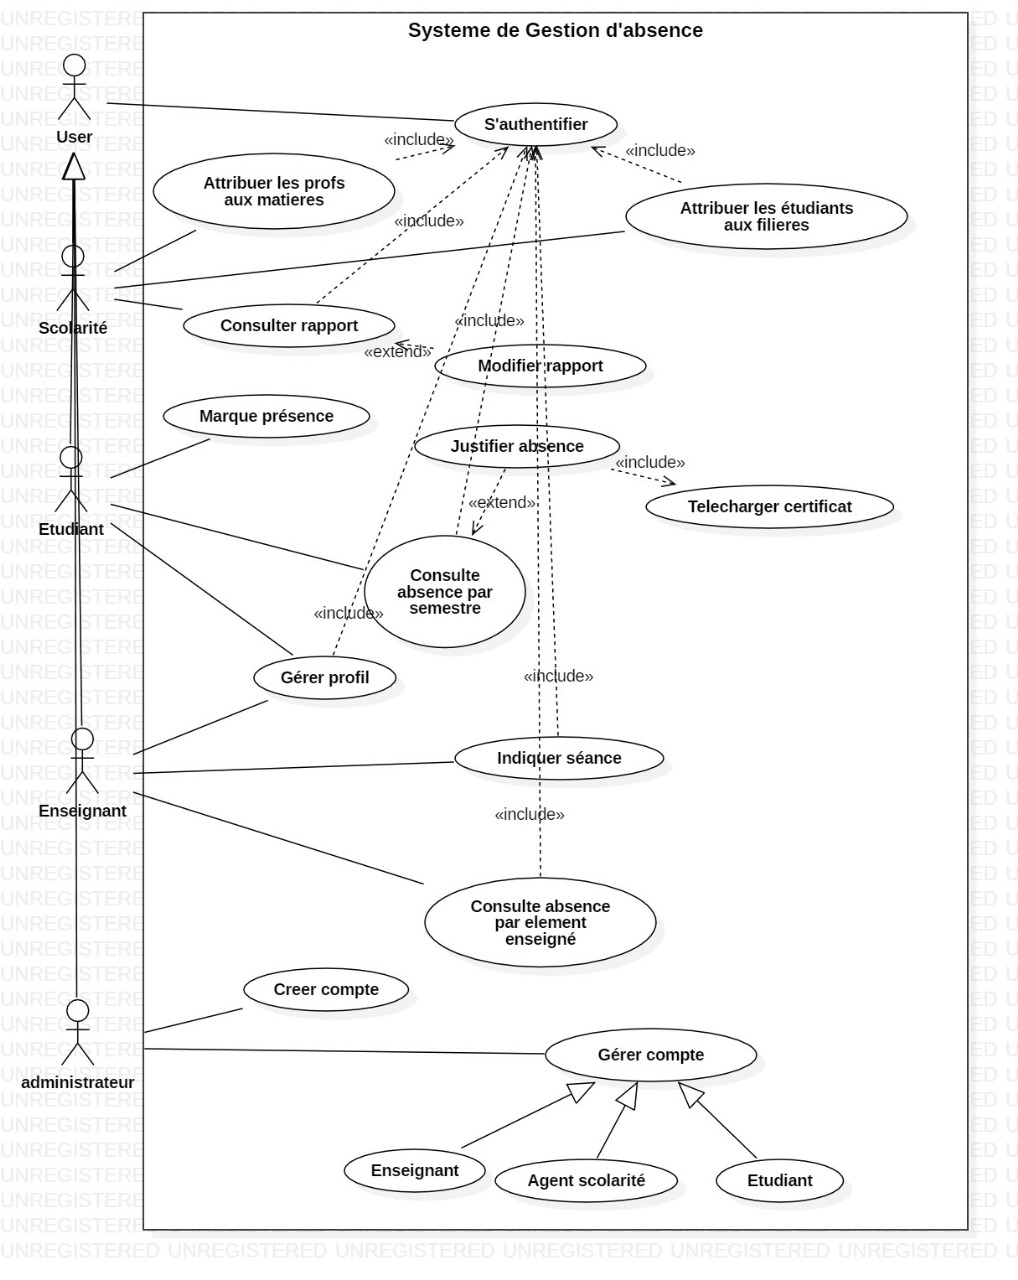 Systeme de Gestion d'absence
User
S'authentifier
«include»
«include»
Attribuer les profs
aux matieres
Attribuer les étudiants
aux filieres
«include»
Scolarité
Consulter rapport
«include»
«extend»
Modifier rapport
Marque présence
Justifier absence
«include»
Telecharger certificat
«extend»
Etudiant
Consulte
absence par
semestre
«include»
Gérer profil
«include»
Indiquer séance
Enseignant
«include»
Consulte absence
par element
enseigné
Creer compte
Gérer compte
administrateur
Enseignant
Agent scolarité
Etudiant
UNREGISTERED UNREGISTERED UNREGISTERED UNREGISTERED UNREGISTERED UNREGISTERED